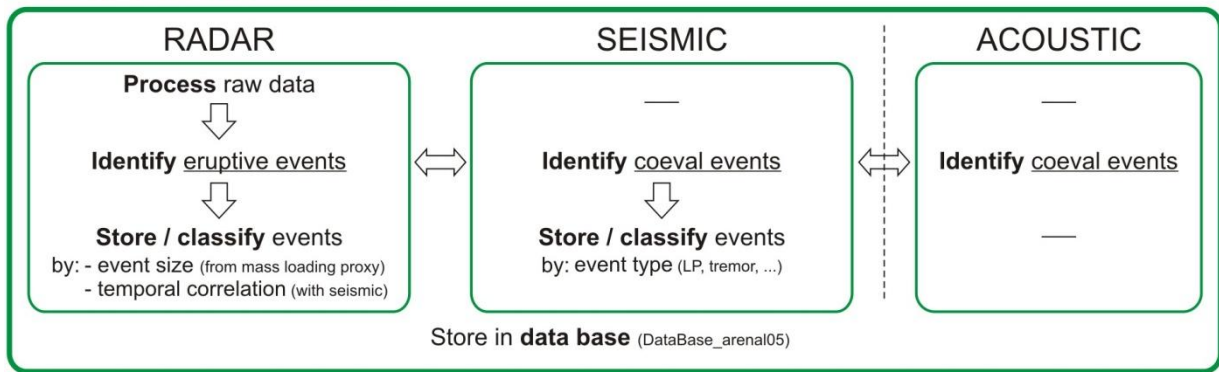 RADAR
Process raw data
Identify eruptive events
Store / classify events
by: - event size (from mass loading proxy)
- temporal correlation (with seismic)
SEISMIC
Identify coeval events
Store / classify events
by: event type (LP, tremor, ...)
ACOUSTIC
Identify coeval events
Store in data base (DataBase_arenal05)